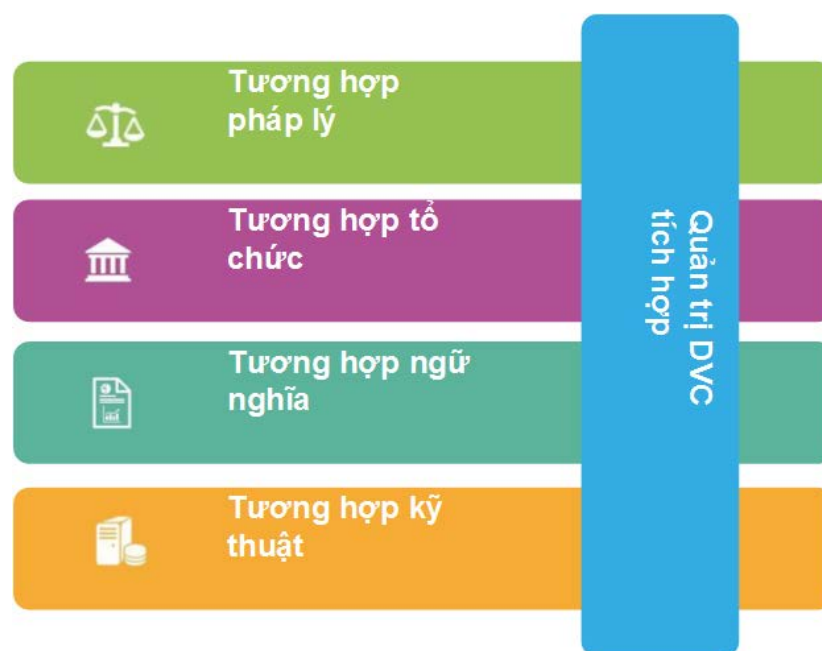 Tương hợp
pháp lý
Tương hợp tổ
chức
Tương hợp ngữ
nghĩa
Tương hợp kỹ
thuật
Quản trị DVC
tích hợp